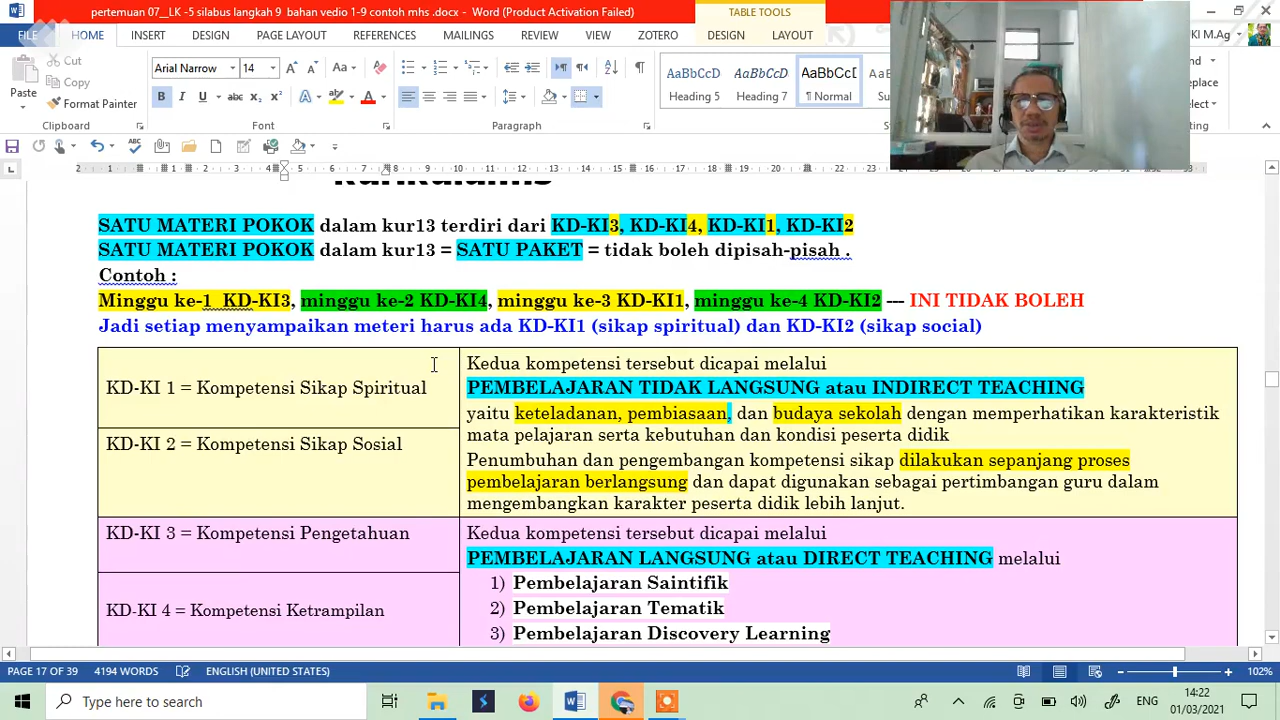 pertemuan 07__LK -5 silabus langkah 9 bahan vedio 1-9 contoh mhs .docx - Word (Product Activation Failed)
TABLE TOOLS
FILE HOME INSERT DESIGN PAGE LAYOUT REFERENCES MAILINGS REVIEW VIEW ZOTERO DESIGN LAYOUT KI M.Ag
Paste
Cut
Copy
Format Painter
Clipboard
Arial Narrow 14
Font
Paragraph
AaBbCcD AaBbCcD AaBbCcD
Heading 5 Heading 7 ¶ Normal
SATU MATERI POKOK dalam kur13 terdiri dari KD-KI3, KD-KI4, KD-KI1, KD-KI2
SATU MATERI POKOK dalam kur13 = SATU PAKET = tidak boleh dipisah-pisah .
Contoh :
Minggu ke-1 KD-KI3, minggu ke-2 KD-KI4, minggu ke-3 KD-KI1, minggu ke-4 KD-KI2 --- INI TIDAK BOLEH
Jadi setiap menyampaikan meteri harus ada KD-KI1 (sikap spiritual) dan KD-KI2 (sikap social)
KD-KI 1 = Kompetensi Sikap Spiritual
KD-KI 2 = Kompetensi Sikap Sosial
Kedua kompetensi tersebut dicapai melalui
PEMBELAJARAN TIDAK LANGSUNG atau INDIRECT TEACHING
yaitu keteladanan, pembiasaan, dan budaya sekolah dengan memperhatikan karakteristik
mata pelajaran serta kebutuhan dan kondisi peserta didik
Penumbuhan dan pengembangan kompetensi sikap dilakukan sepanjang proses
pembelajaran berlangsung dan dapat digunakan sebagai pertimbangan guru dalam
mengembangkan karakter peserta didik lebih lanjut.
KD-KI 3 = Kompetensi Pengetahuan
KD-KI 4 = Kompetensi Ketrampilan
Kedua kompetensi tersebut dicapai melalui
PEMBELAJARAN LANGSUNG atau DIRECT TEACHING melalui
1) Pembelajaran Saintifik
2) Pembelajaran Tematik
3) Pembelajaran Discovery Learning
PAGE 17 OF 39 4194 WORDS ENGLISH (UNITED STATES) 102%
Type here to search
ENG
14:22
01/03/2021